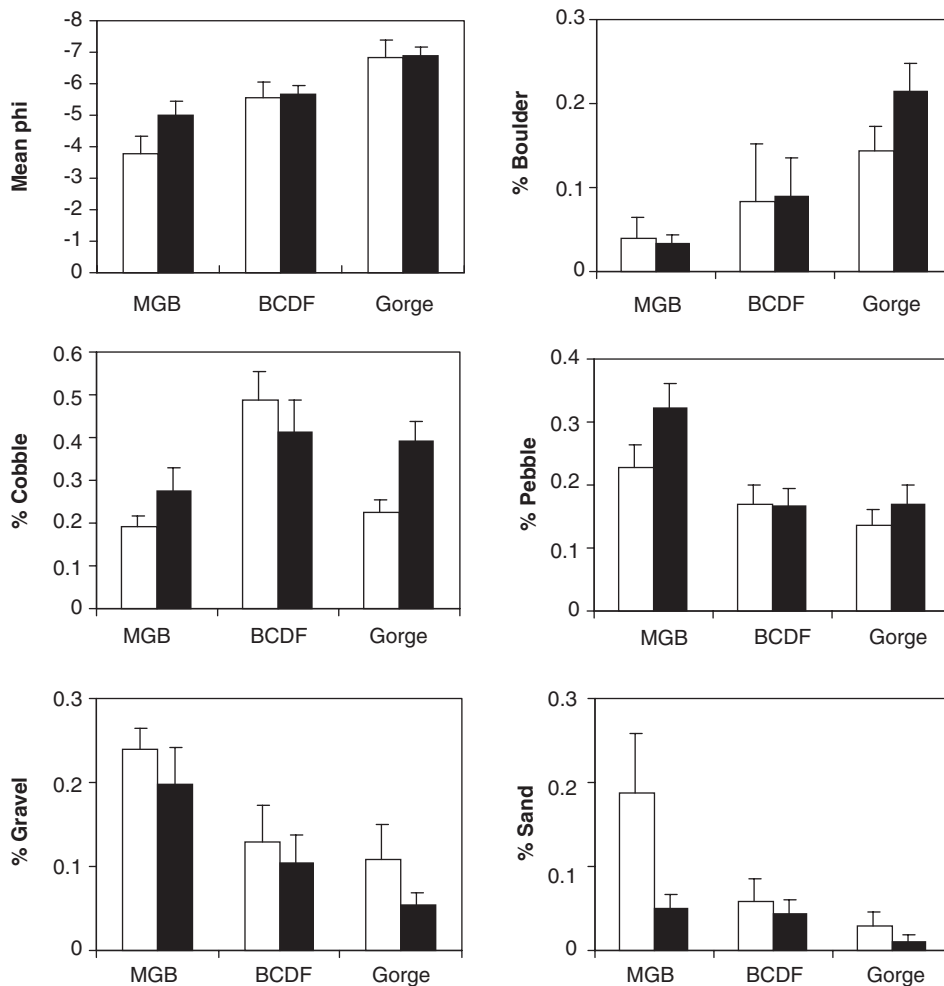 Mean phi
-8
-7
-6
-5
-4
-3
-2
-1
0
MGB BCDF Gorge
% Boulder
0.3
0.2
0.1
0
MGB BCDF Gorge
% Cobble
0.6
0.5
0.4
0.3
0.2
0.1
0
MGB BCDF Gorge
% Pebble
0.4
0.3
0.2
0.1
0
MGB BCDF Gorge
% Gravel
0.3
0.2
0.1
0
MGB BCDF Gorge
% Sand
0.3
0.2
0.1
0
MGB BCDF Gorge